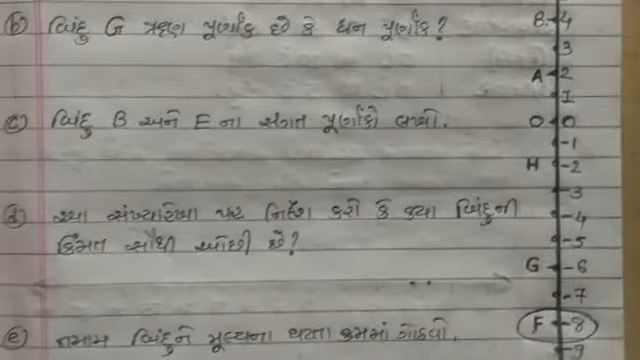 (b) બિંદુ G ઋણ પૂર્ણાંક છે કે ધન પૂર્ણાંક?
(c) બિંદુ B અને E ના સંગત પૂર્ણાંકો લખો.
(d) આ સંખ્યારેખા પર નિર્દેશ કરો કે કયા બિંદુની
કિંમત સૌથી ઓછી છે?
(e) તમામ બિંદુને મૂલ્યના ઘટતા ક્રમમાં ગોઠવો.
B 4
3
A 2
1
O 0
-1
H -2
-3
-4
-5
G -6
-7
F -8
-9